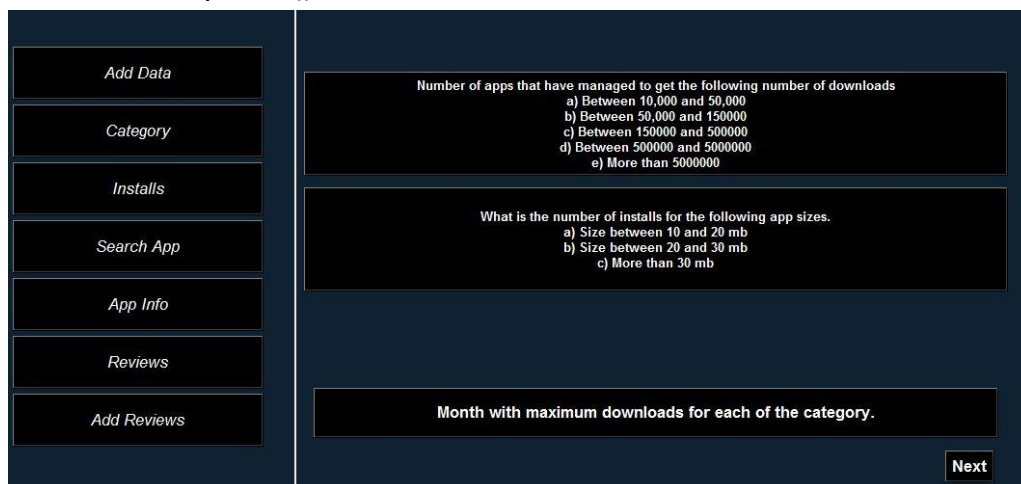 Add Data
Category
Installs
Search App
App Info
Reviews
Add Reviews
Number of apps that have managed to get the following number of downloads
a) Between 10,000 and 50,000
b) Between 50,000 and 150000
c) Between 150000 and 500000
d) Between 500000 and 5000000
e) More than 5000000
What is the number of installs for the following app sizes.
a) Size between 10 and 20 mb
b) Size between 20 and 30 mb
c) More than 30 mb
Month with maximum downloads for each of the category.
Next